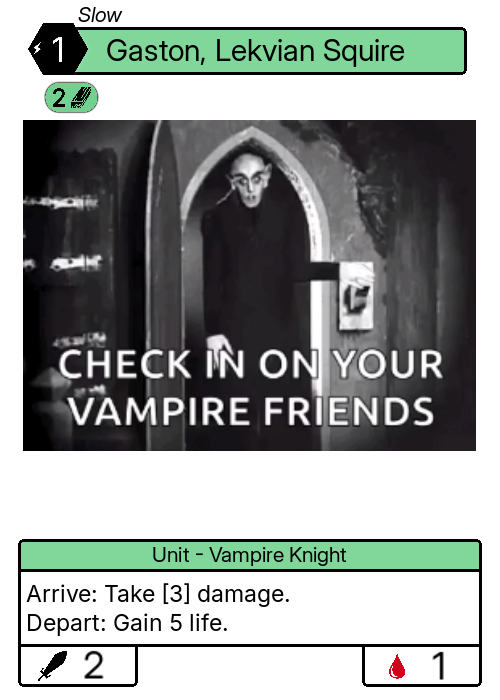 Slow
1 Gaston, Lekvian Squire
2
CHECK IN ON YOUR
VAMPIRE FRIENDS
Unit - Vampire Knight
Arrive: Take [3] damage.
Depart: Gain 5 life.
2 1